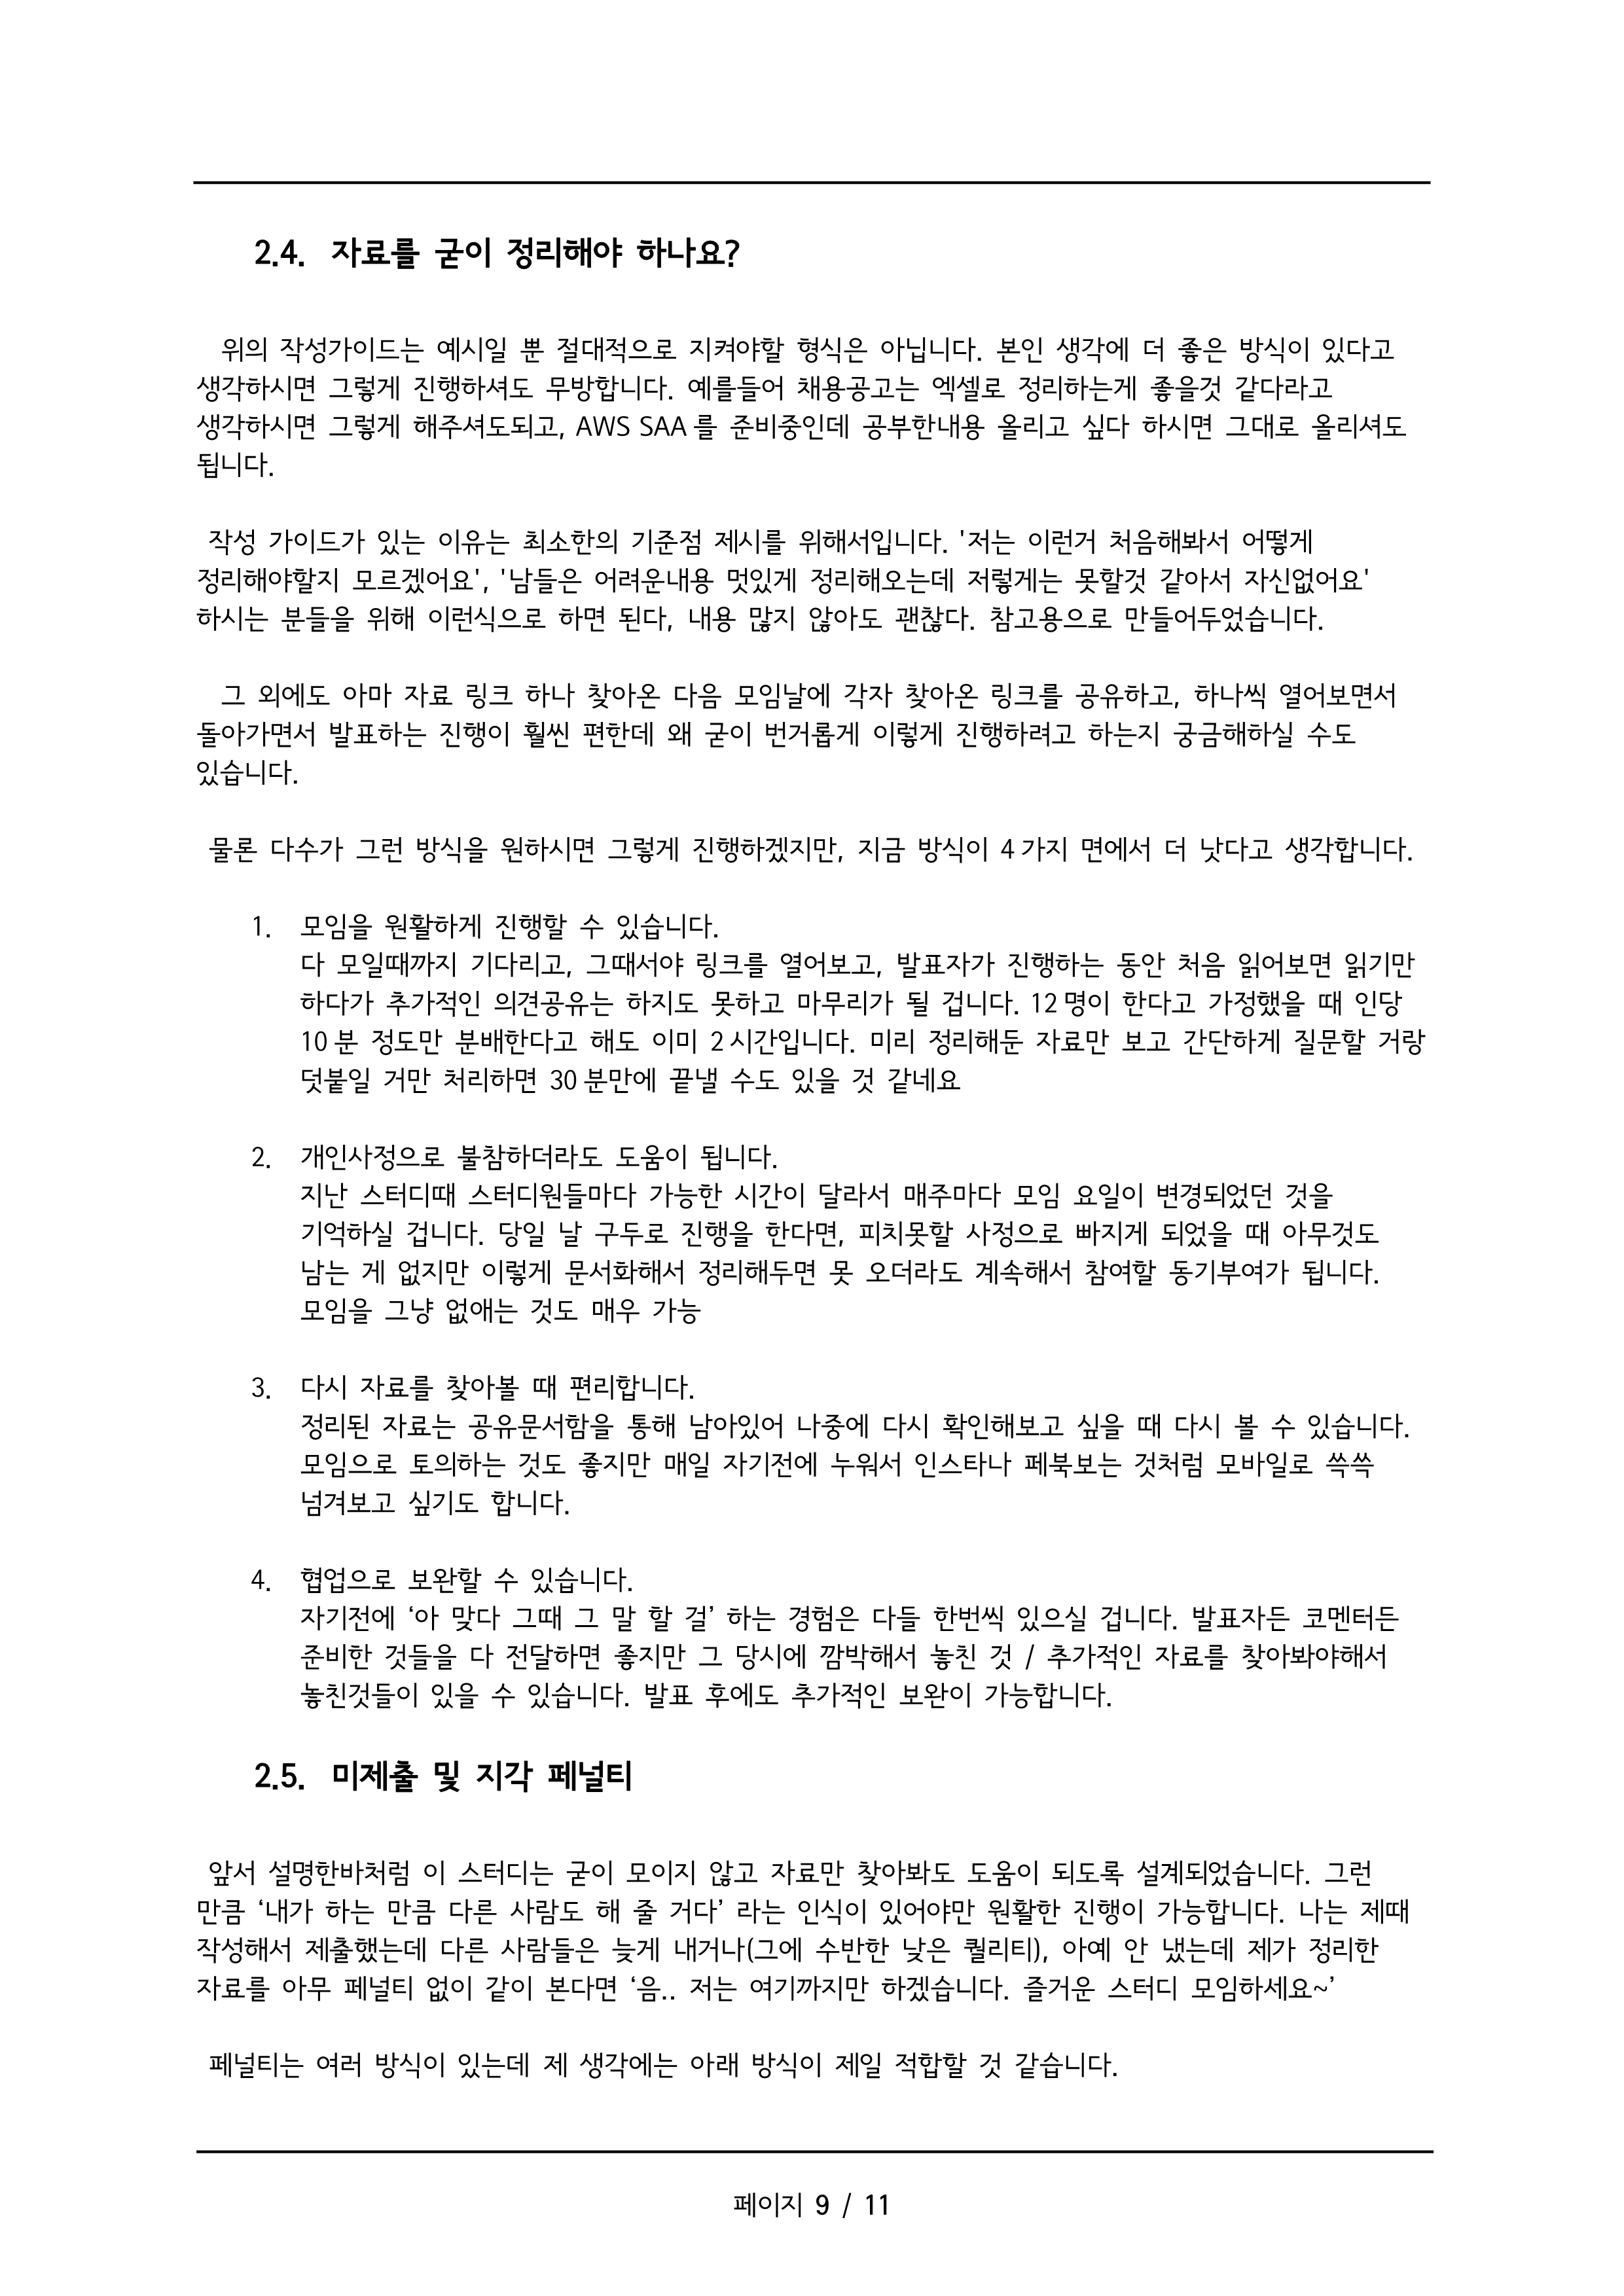 2.4. 자료를 굳이 정리해야 하나요?
위의 작성가이드는 예시일 뿐 절대적으로 지켜야할 형식은 아닙니다. 본인 생각에 더 좋은 방식이 있다고
생각하시면 그렇게 진행하셔도 무방합니다. 예를들어 채용공고는 엑셀로 정리하는게 좋을것 같다라고
생각하시면 그렇게 해주셔도되고, AWS SAA 를 준비중인데 공부한내용 올리고 싶다 하시면 그대로 올리셔도
됩니다.
작성 가이드가 있는 이유는 최소한의 기준점 제시를 위해서입니다. '저는 이런거 처음해봐서 어떻게
정리해야할지 모르겠어요', '남들은 어려운내용 멋있게 정리해오는데 저렇게는 못할것 같아서 자신없어요'
하시는 분들을 위해 이런식으로 하면 된다, 내용 많지 않아도 괜찮다. 참고용으로 만들어두었습니다.
그 외에도 아마 자료 링크 하나 찾아온 다음 모임날에 각자 찾아온 링크를 공유하고, 하나씩 열어보면서
돌아가면서 발표하는 진행이 훨씬 편한데 왜 굳이 번거롭게 이렇게 진행하려고 하는지 궁금해하실 수도
있습니다.
물론 다수가 그런 방식을 원하시면 그렇게 진행하겠지만, 지금 방식이 4 가지 면에서 더 낫다고 생각합니다.
1. 모임을 원활하게 진행할 수 있습니다.
다 모일때까지 기다리고, 그때서야 링크를 열어보고, 발표자가 진행하는 동안 처음 읽어보면 읽기만
하다가 추가적인 의견공유는 하지도 못하고 마무리가 될 겁니다. 12 명이 한다고 가정했을 때 인당
10 분 정도만 분배한다고 해도 이미 2 시간입니다. 미리 정리해둔 자료만 보고 간단하게 질문할 거랑
덧붙일 거만 처리하면 30 분만에 끝낼 수도 있을 것 같네요
2. 개인사정으로 불참하더라도 도움이 됩니다.
지난 스터디때 스터디원들마다 가능한 시간이 달라서 매주마다 모임 요일이 변경되었던 것을
기억하실 겁니다. 당일 날 구두로 진행을 한다면, 피치못할 사정으로 빠지게 되었을 때 아무것도
남는 게 없지만 이렇게 문서화해서 정리해두면 못 오더라도 계속해서 참여할 동기부여가 됩니다.
모임을 그냥 없애는 것도 매우 가능
3. 다시 자료를 찾아볼 때 편리합니다.
정리된 자료는 공유문서함을 통해 남아있어 나중에 다시 확인해보고 싶을 때 다시 볼 수 있습니다.
모임으로 토의하는 것도 좋지만 매일 자기전에 누워서 인스타나 페북보는 것처럼 모바일로 쓱쓱
넘겨보고 싶기도 합니다.
4. 협업으로 보완할 수 있습니다.
자기전에 ‘아 맞다 그때 그 말 할 걸’ 하는 경험은 다들 한번씩 있으실 겁니다. 발표자든 코멘터든
준비한 것들을 다 전달하면 좋지만 그 당시에 깜박해서 놓친 것 / 추가적인 자료를 찾아봐야해서
놓친것들이 있을 수 있습니다. 발표 후에도 추가적인 보완이 가능합니다.
2.5. 미제출 및 지각 페널티
앞서 설명한바처럼 이 스터디는 굳이 모이지 않고 자료만 찾아봐도 도움이 되도록 설계되었습니다. 그런
만큼 ‘내가 하는 만큼 다른 사람도 해 줄 거다’ 라는 인식이 있어야만 원활한 진행이 가능합니다. 나는 제때
작성해서 제출했는데 다른 사람들은 늦게 내거나(그에 수반한 낮은 퀄리티), 아예 안 냈는데 제가 정리한
자료를 아무 페널티 없이 같이 본다면 ‘음.. 저는 여기까지만 하겠습니다. 즐거운 스터디 모임하세요~’
페널티는 여러 방식이 있는데 제 생각에는 아래 방식이 제일 적합할 것 같습니다.
페이지 9 / 11